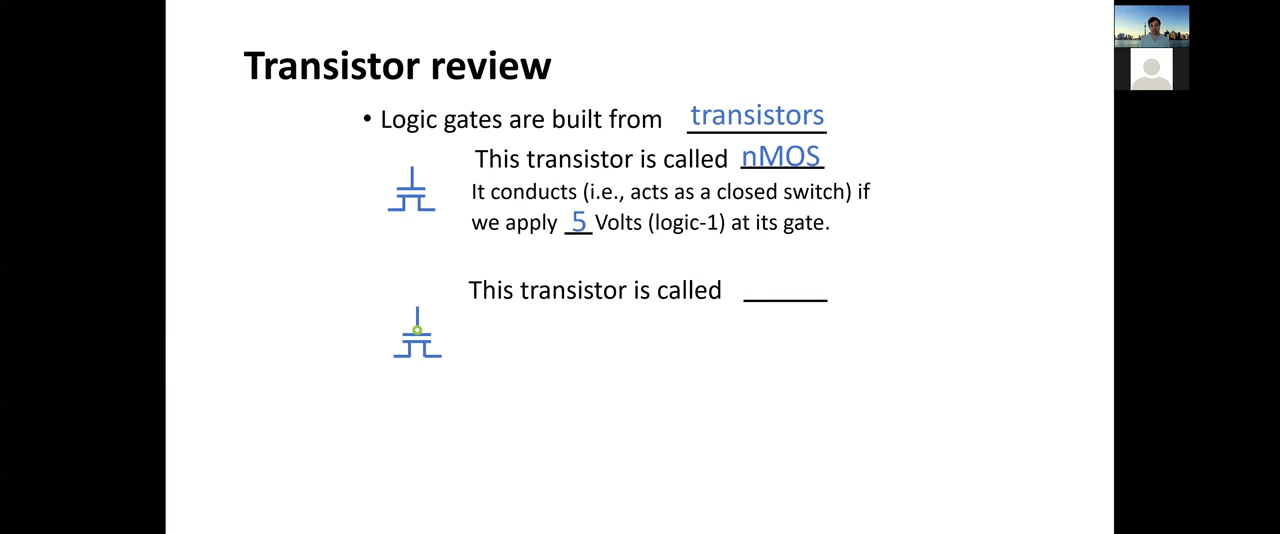 Transistor review
• Logic gates are built from transistors
This transistor is called nMOS
It conducts (i.e., acts as a closed switch) if
we apply 5 Volts (logic-1) at its gate.
This transistor is called ______